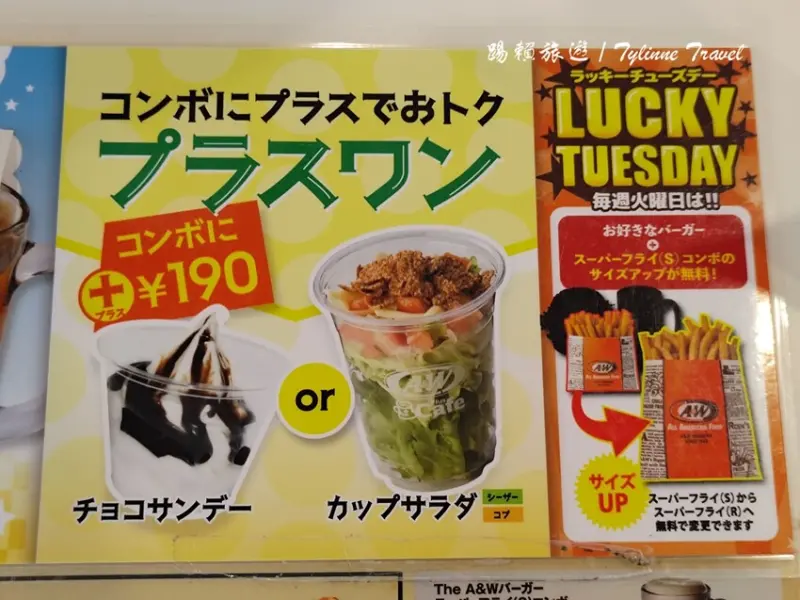 踢賴旅遊 / Tylinne Travel
コンボにプラスでおトク
プラスワン
コンボに
＋
プラス
¥190
or
A&W
Cafe
チョコサンデー
カップサラダ
シーザー
コブ
ラッキーチューズデー
LUCKY
TUESDAY
毎週火曜日は!!
お好きなバーガー
+
スーパーフライ(S)コンボの
サイズアップが無料!
A&W
All American Food
サイズ
UP
スーパーフライ(S)から
スーパーフライ(R)へ
無料で変更できます
The A&Wバーガー